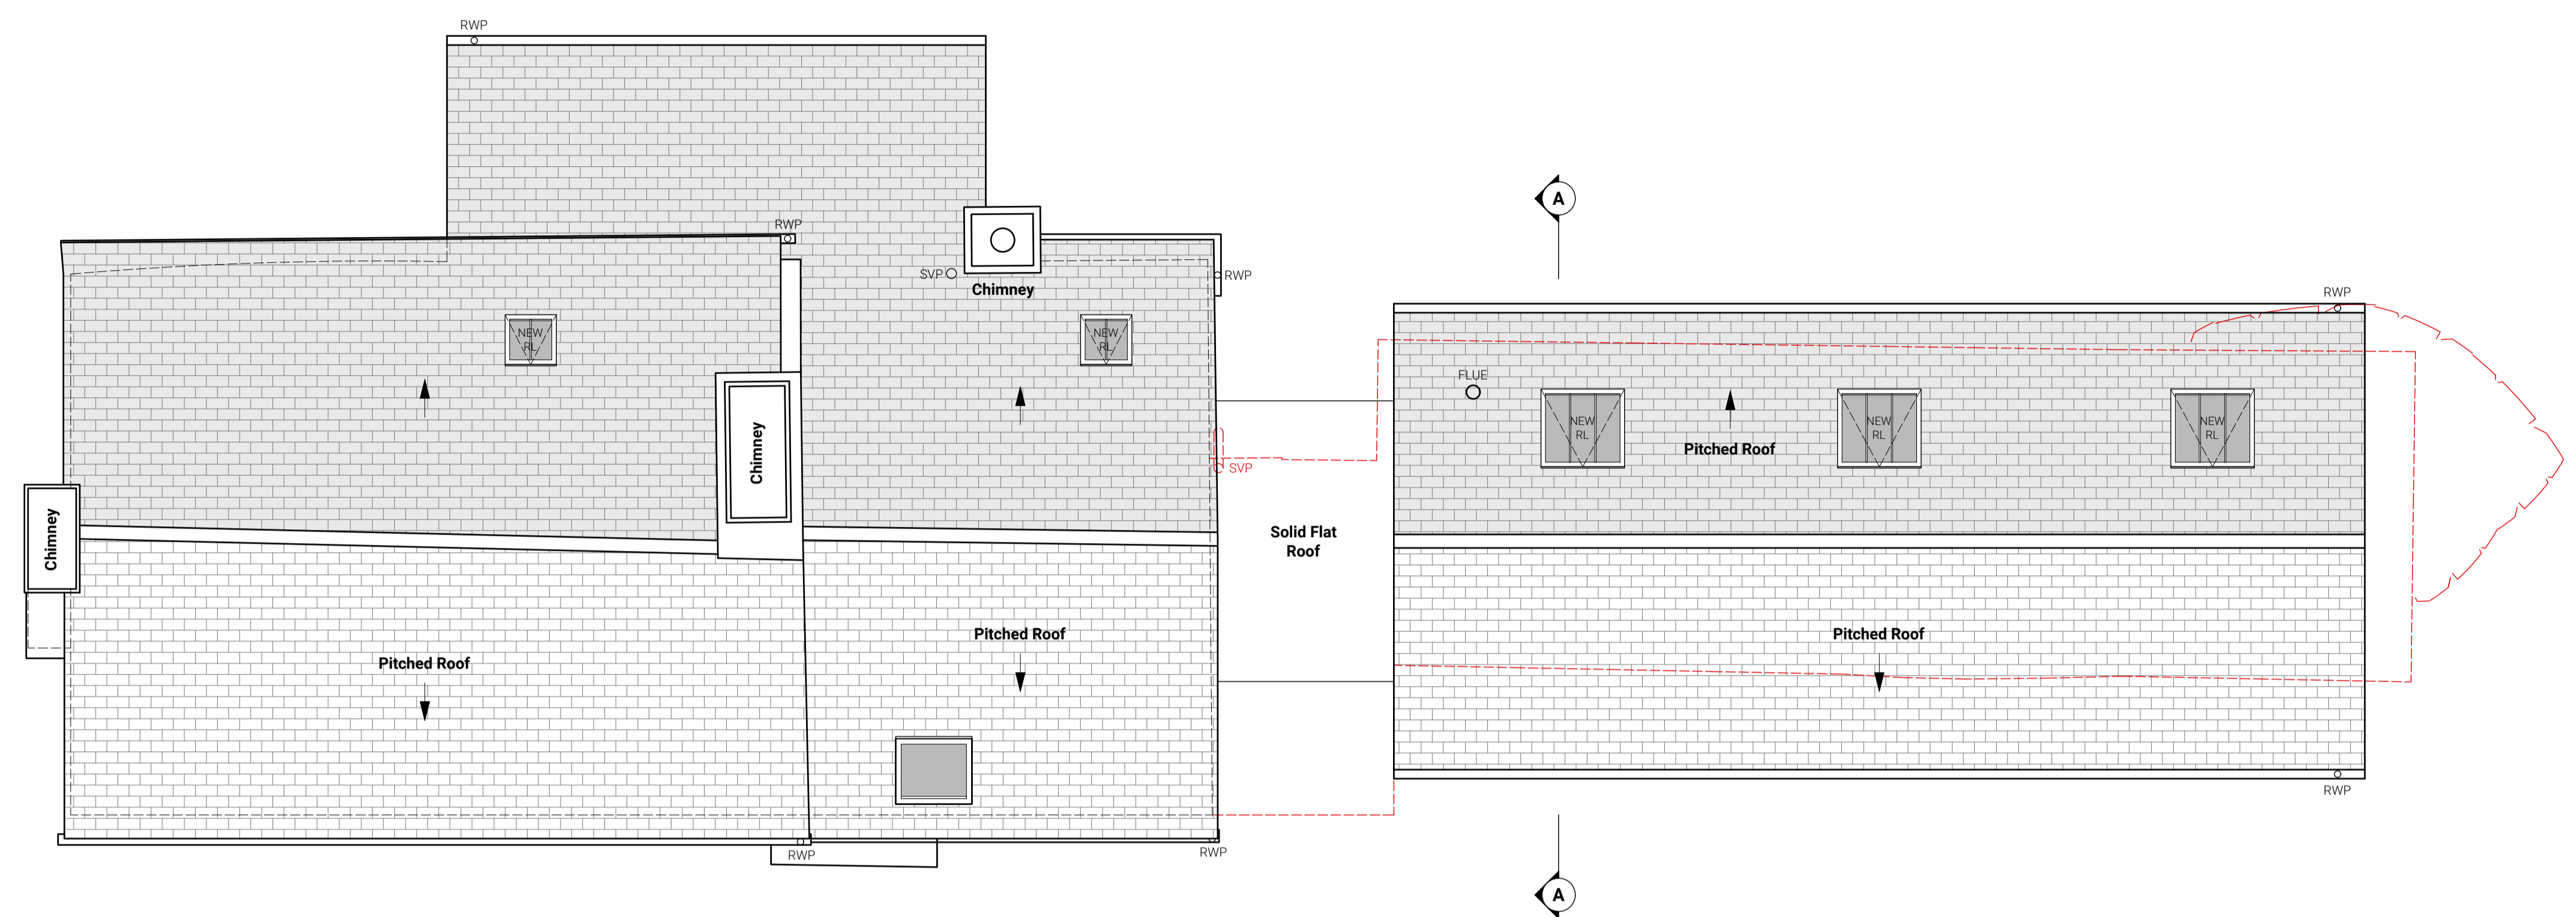 RWP
A
RWP
SVP
RWP
Chimney
RWP
NEW
RL
NEW
RL
FLUE
NEW
RL
NEW
RL
NEW
RL
Pitched Roof
Chimney
SVP
Chimney
Solid Flat
Roof
Pitched Roof
Pitched Roof
Pitched Roof
RWP
RWP
RWP
A